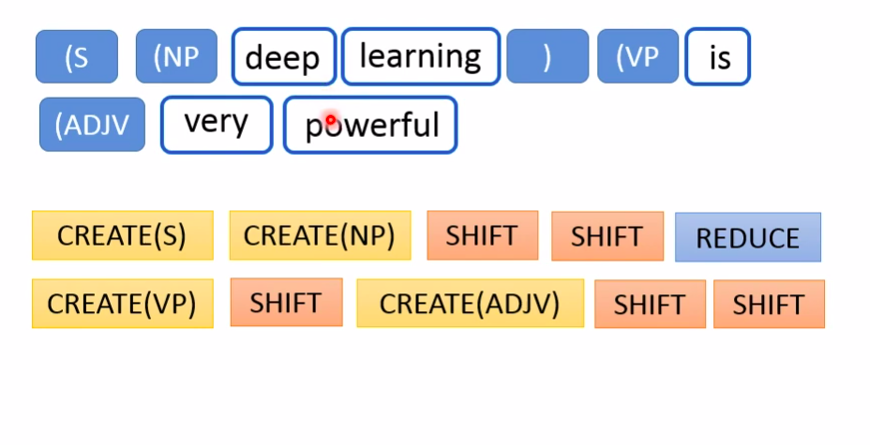 (S (NP deep learning ) (VP is
(ADJV very powerful
CREATE(S) CREATE(NP) SHIFT SHIFT REDUCE
CREATE(VP) SHIFT CREATE(ADJV) SHIFT SHIFT